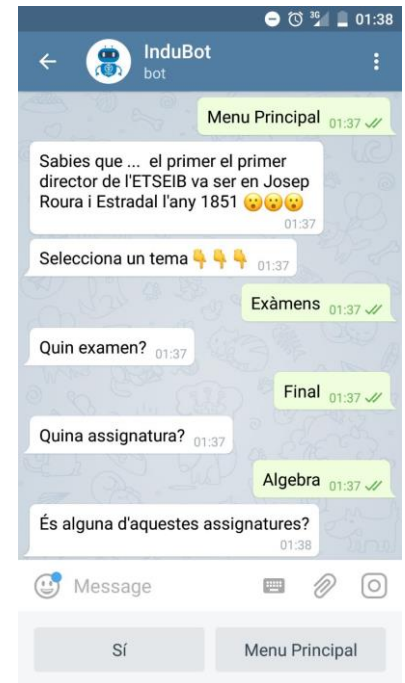 3G 01:38
InduBot
bot
Menu Principal 01:37
Sabies que ... el primer el primer
director de l'ETSEIB va ser en Josep
Roura i Estradal l'any 1851 😮😮😮
01:37
Selecciona un tema 👇👇👇 01:37
Exàmens 01:37
Quin examen? 01:37
Final 01:37
Quina assignatura? 01:37
Algebra 01:37
És alguna d'aquestes assignatures?
01:38
Message
Sí Menu Principal